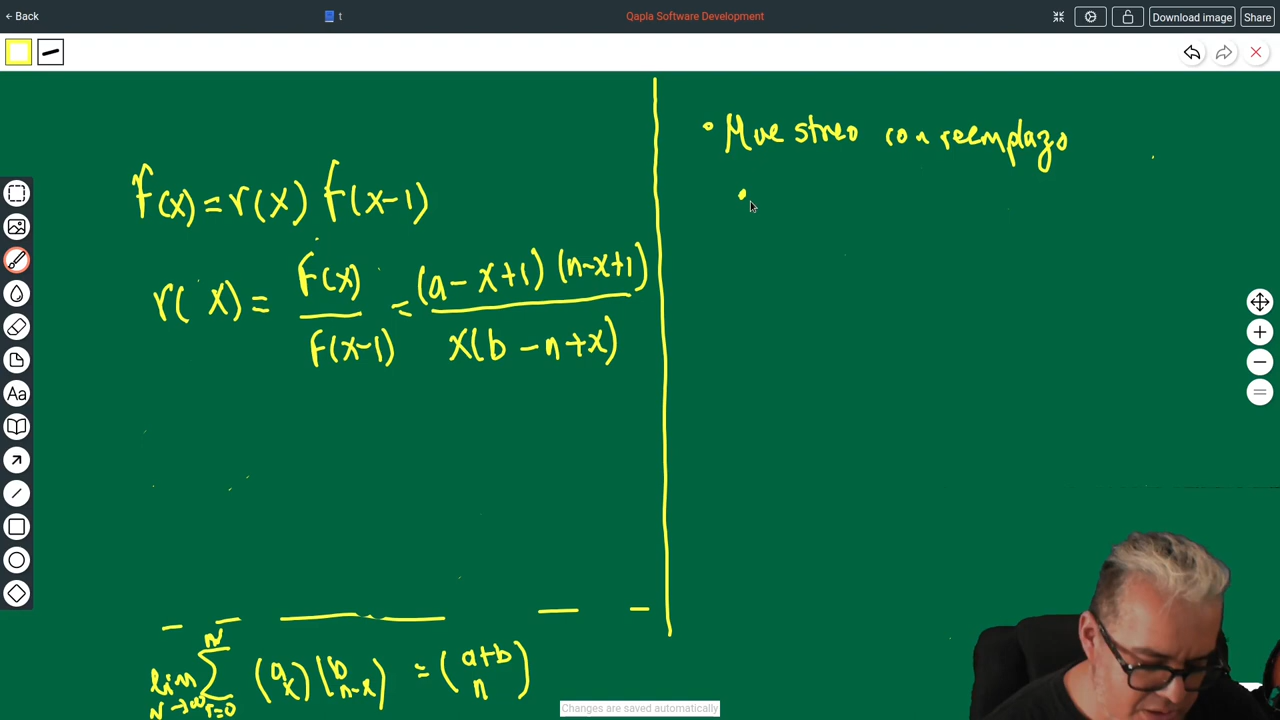 ← Back
t
Qapla Software Development
Download image
Share
Aa
f(x) = r(x) f(x-1)
r(x) = f(x) / f(x-1) = (a-x+1)(n-x+1) / x(b-n+x)
lim N→∞ ∑ r=0 N (a x)(b n-x) = (a+b n)
• Muestreo con reemplazo
•
Changes are saved automatically